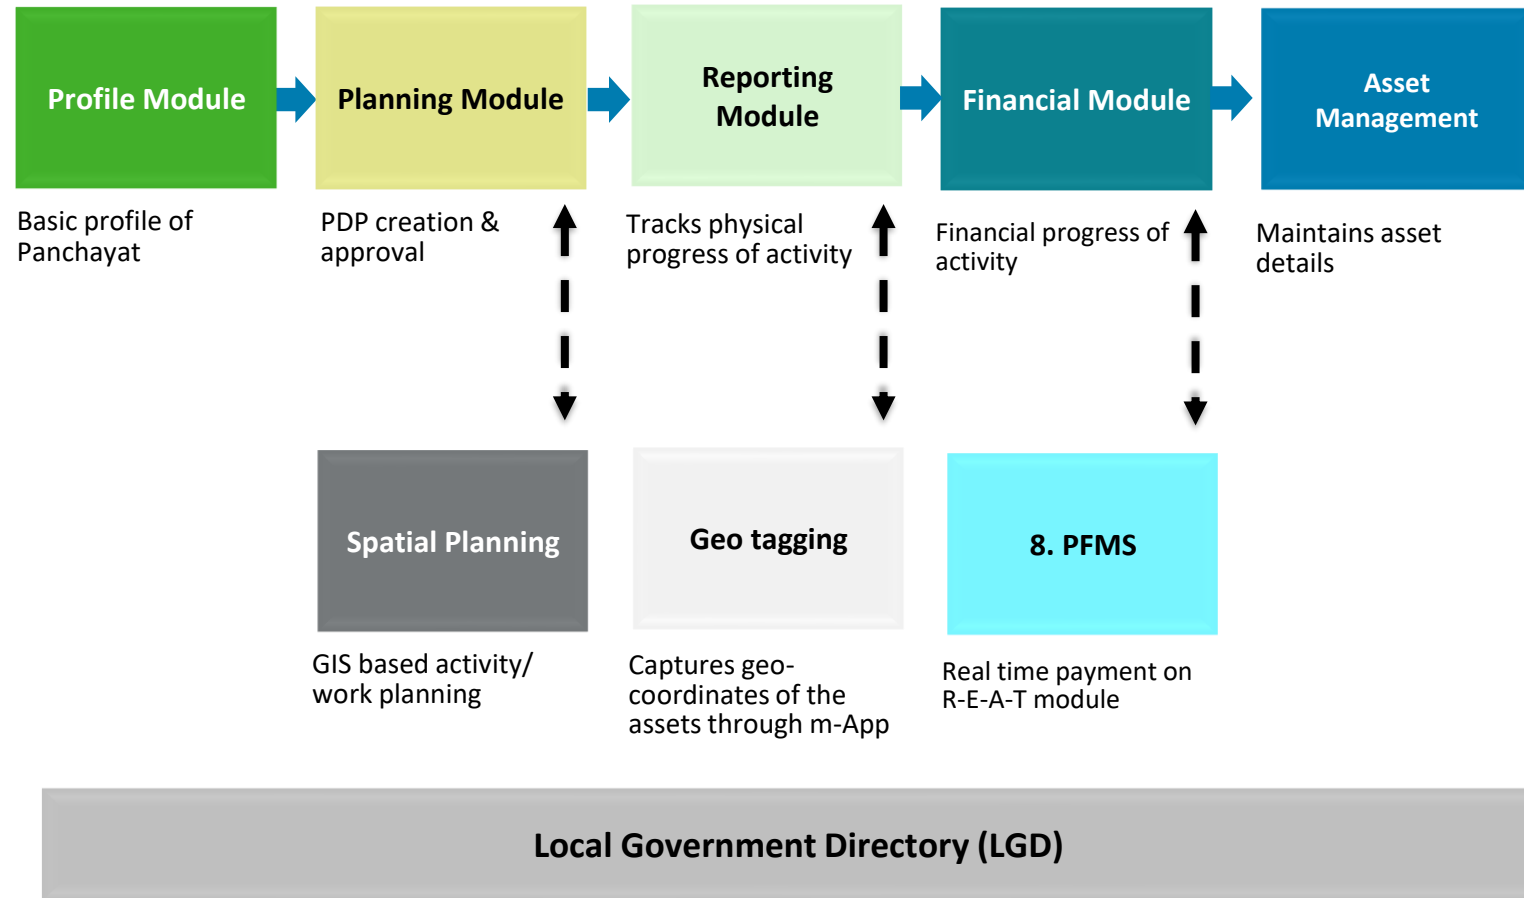 Profile Module
Planning Module
Reporting
Module
Financial Module
Asset
Management
Basic profile of
Panchayat
PDP creation &
approval
Tracks physical
progress of activity
Financial progress of
activity
Maintains asset
details
Spatial Planning
Geo tagging
8. PFMS
GIS based activity/
work planning
Captures geo-
coordinates of the
assets through m-App
Real time payment on
R-E-A-T module
Local Government Directory (LGD)